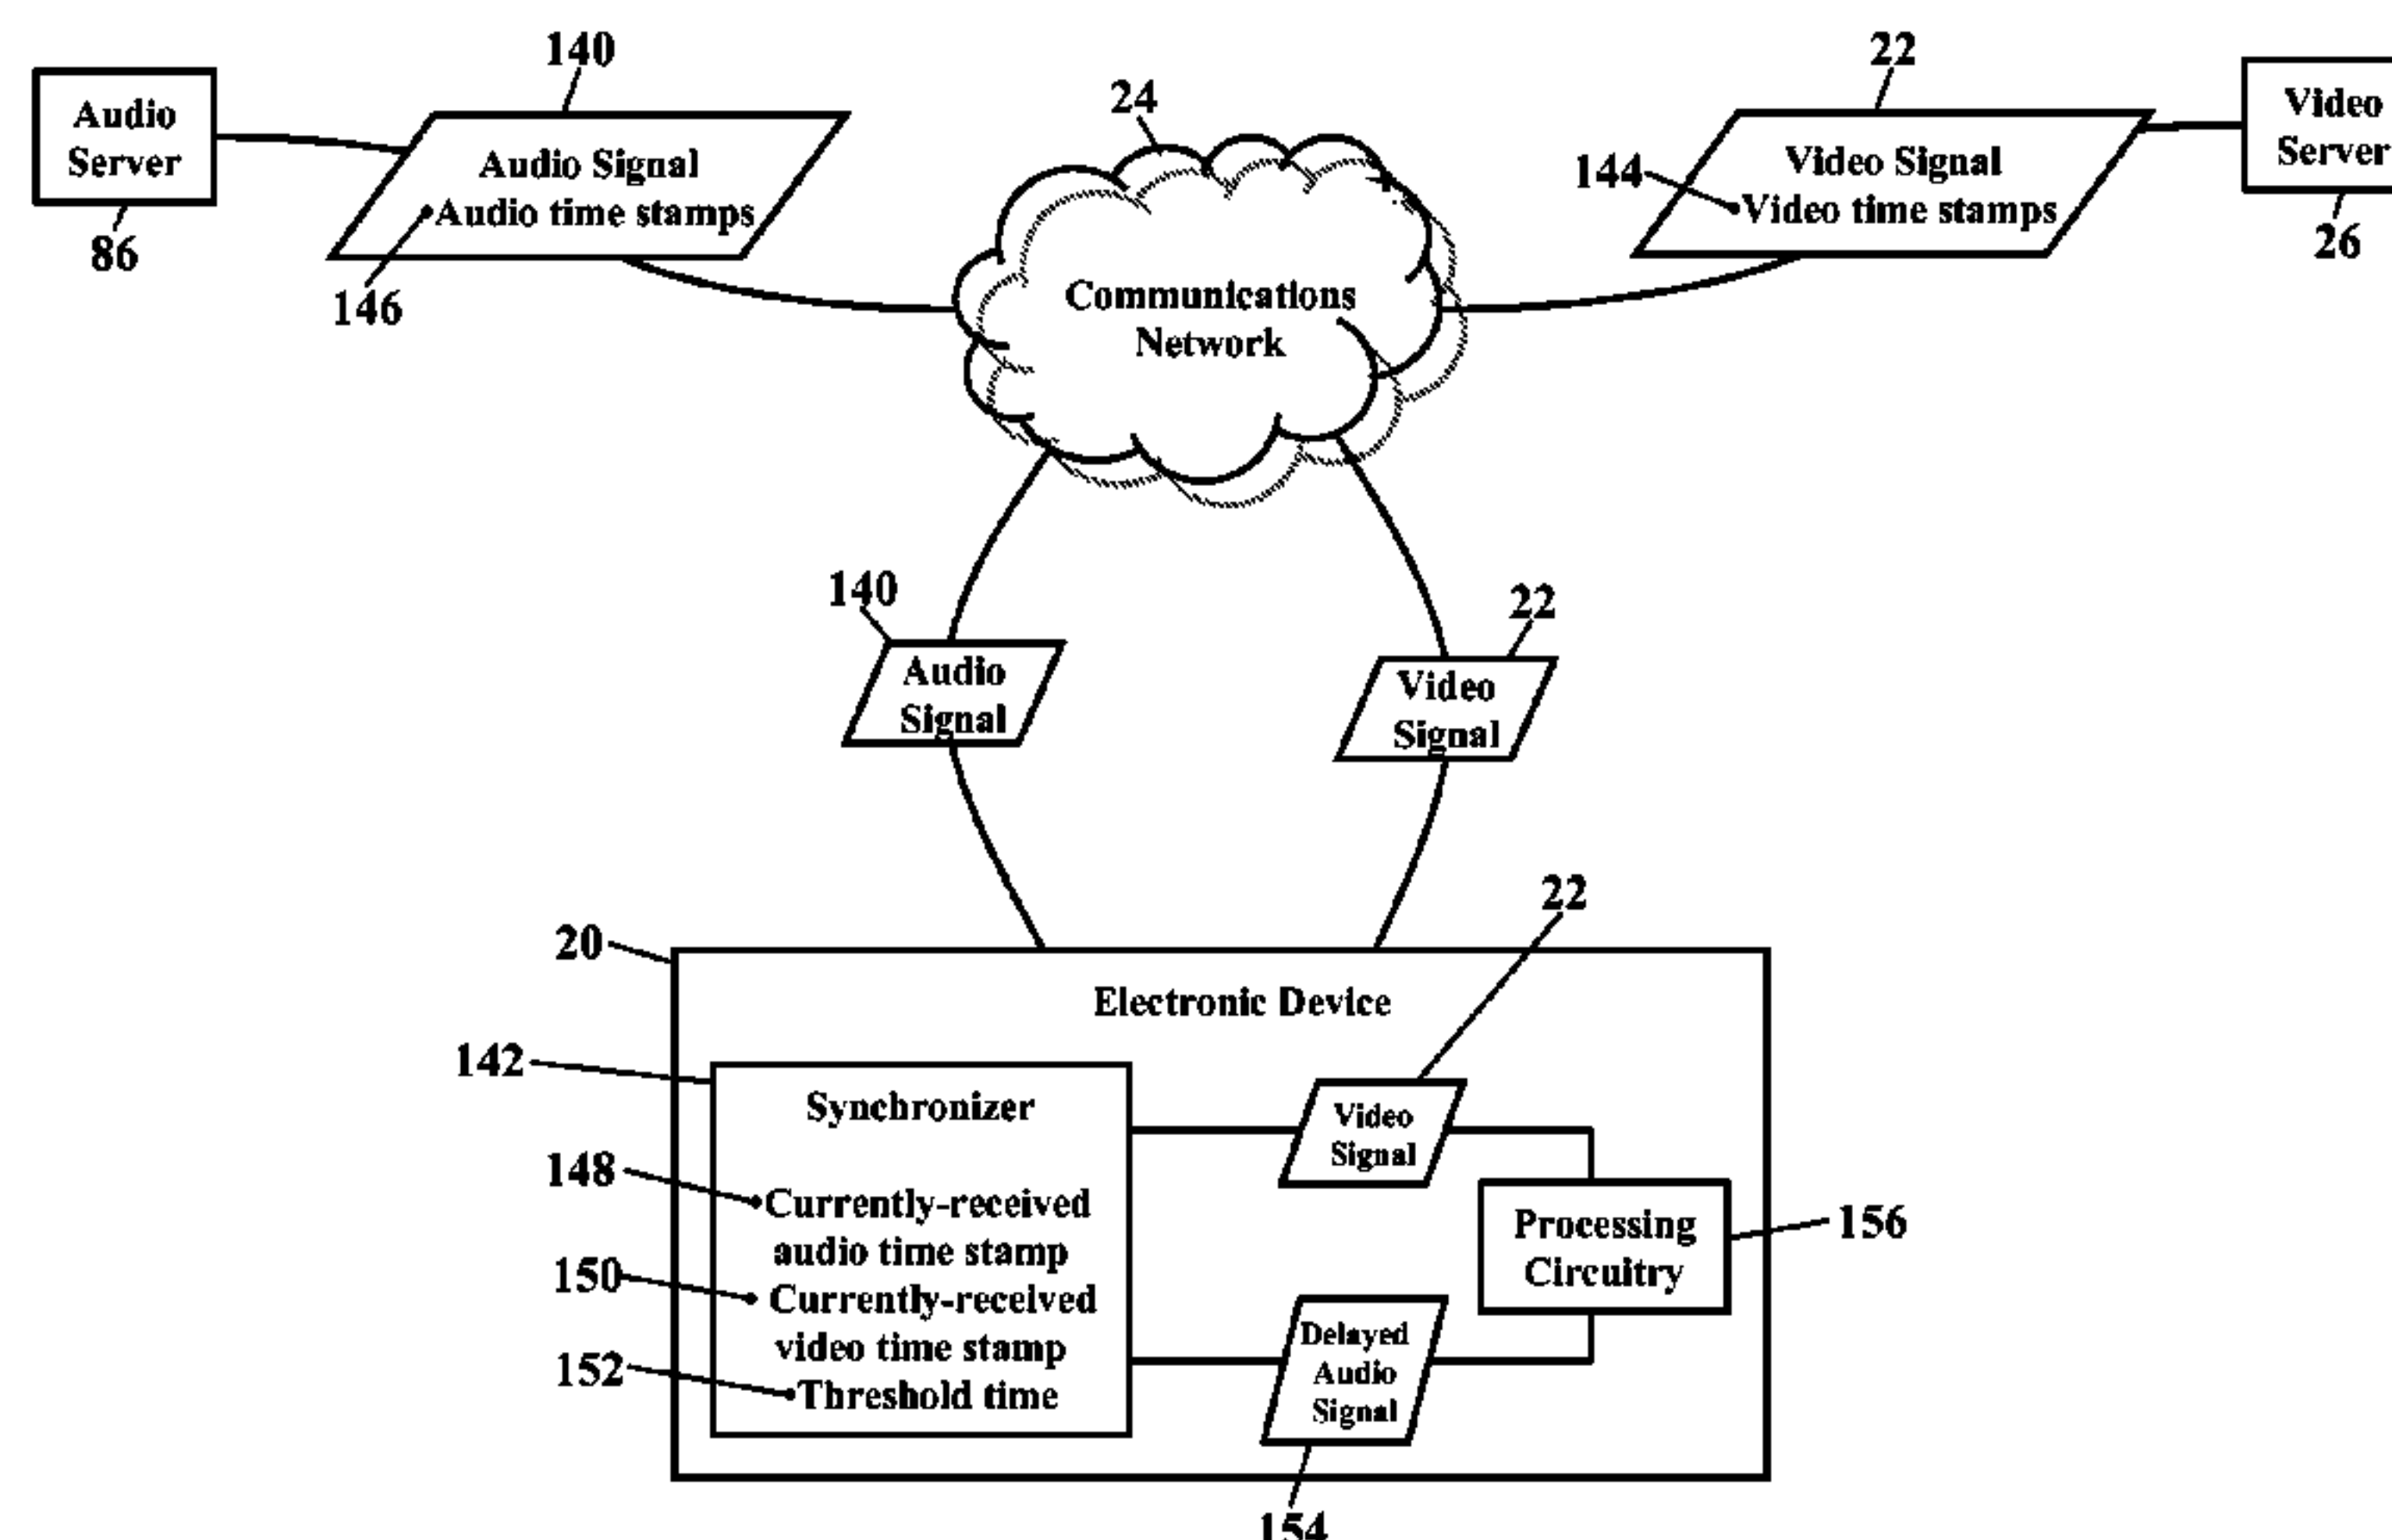 140
22
Audio
Server
86
Audio Signal
Audio time stamps
146
24
Communications
Network
144
Video Signal
Video time stamps
Video
Server
26
140
Audio
Signal
22
Video
Signal
22
20
Electronic Device
142
Synchronizer
148
Currently-received
audio time stamp
150
Currently-received
video time stamp
152
Threshold time
Video
Signal
Processing
Circuitry
156
Delayed
Audio
Signal
154